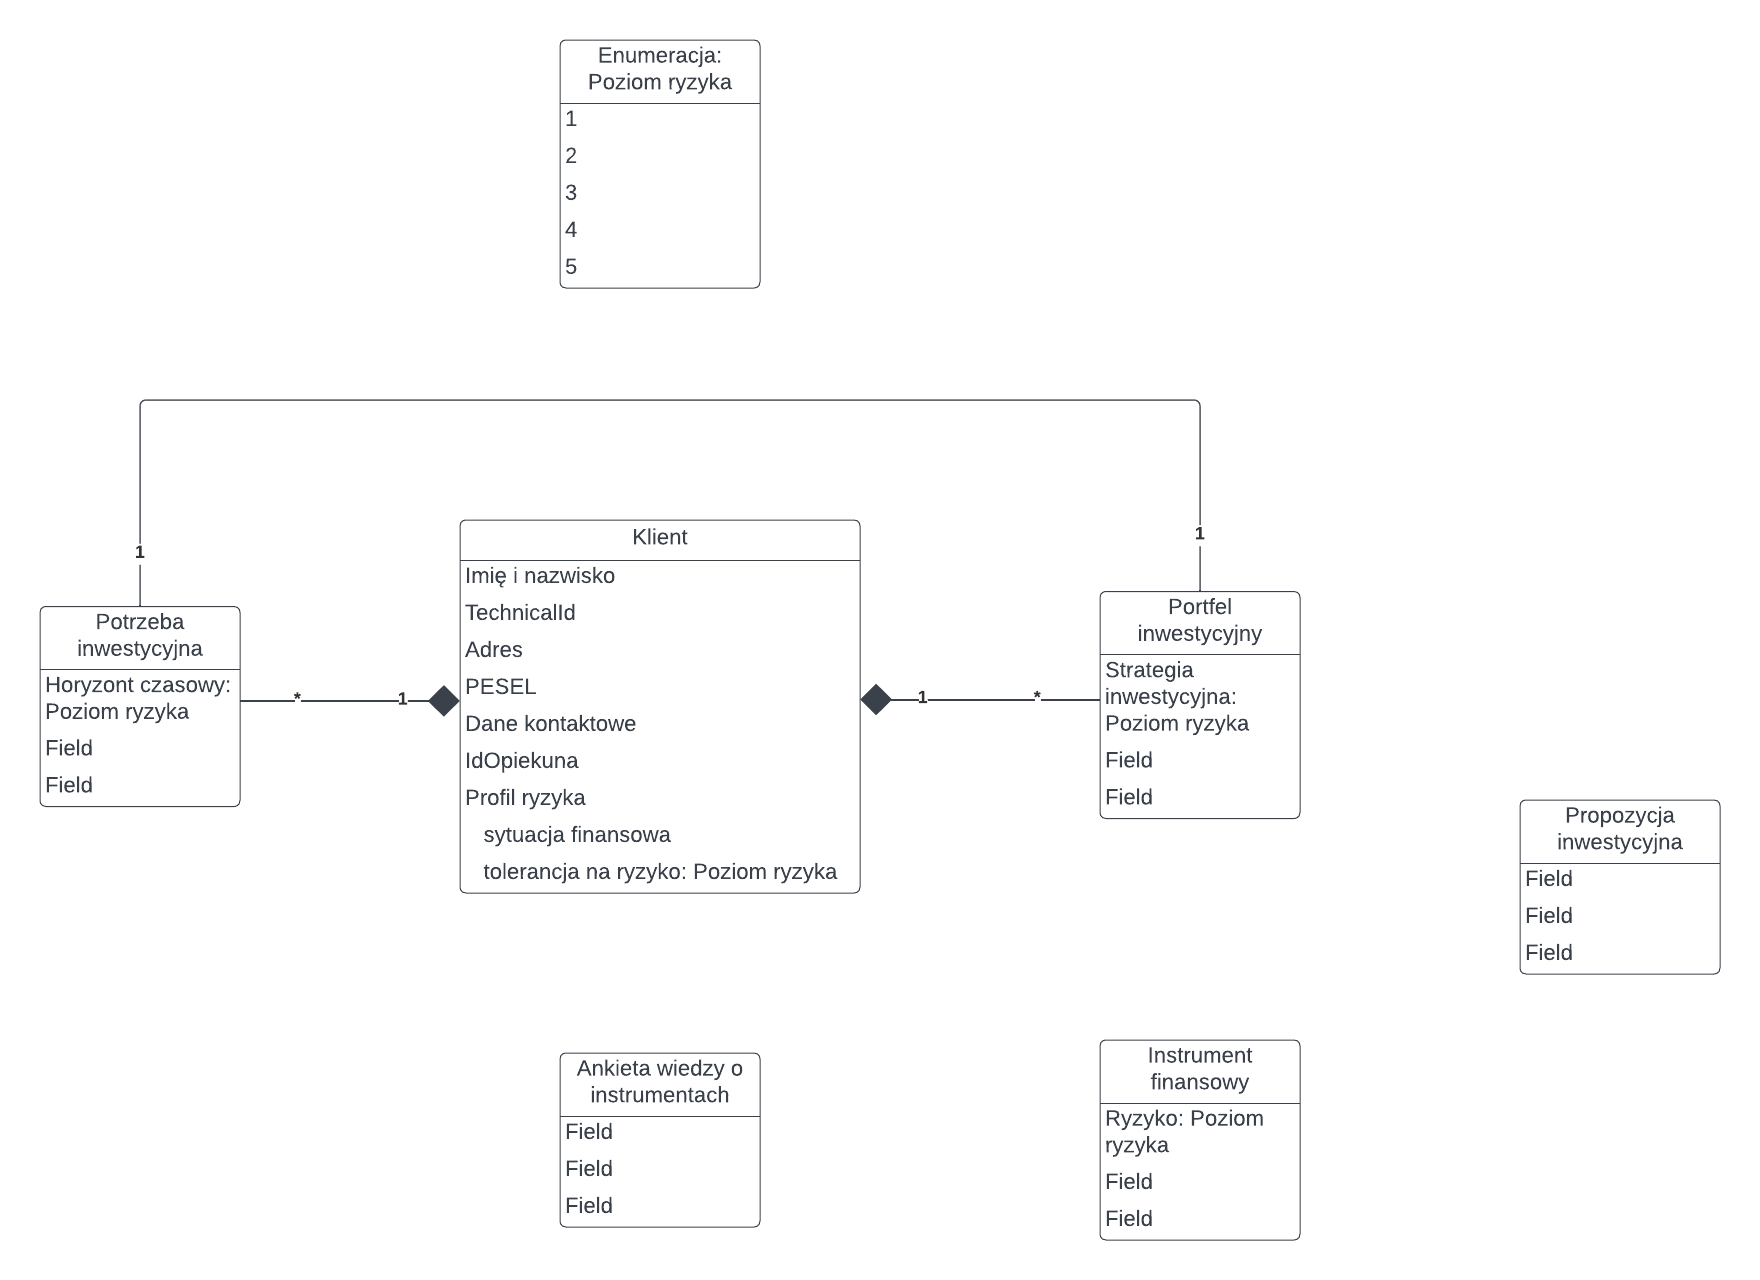 Enumeracja:
Poziom ryzyka
1
2
3
4
5
1
1
Potrzeba
inwestycyjna
Horyzont czasowy:
Poziom ryzyka
Field
Field
*
1
Klient
Imię i nazwisko
TechnicalId
Adres
PESEL
Dane kontaktowe
IdOpiekuna
Profil ryzyka
sytuacja finansowa
tolerancja na ryzyko: Poziom ryzyka
1
*
Portfel
inwestycyjny
Strategia
inwestycyjna:
Poziom ryzyka
Field
Field
Propozycja
inwestycyjna
Field
Field
Field
Ankieta wiedzy o
instrumentach
Field
Field
Field
Instrument
finansowy
Ryzyko: Poziom
ryzyka
Field
Field